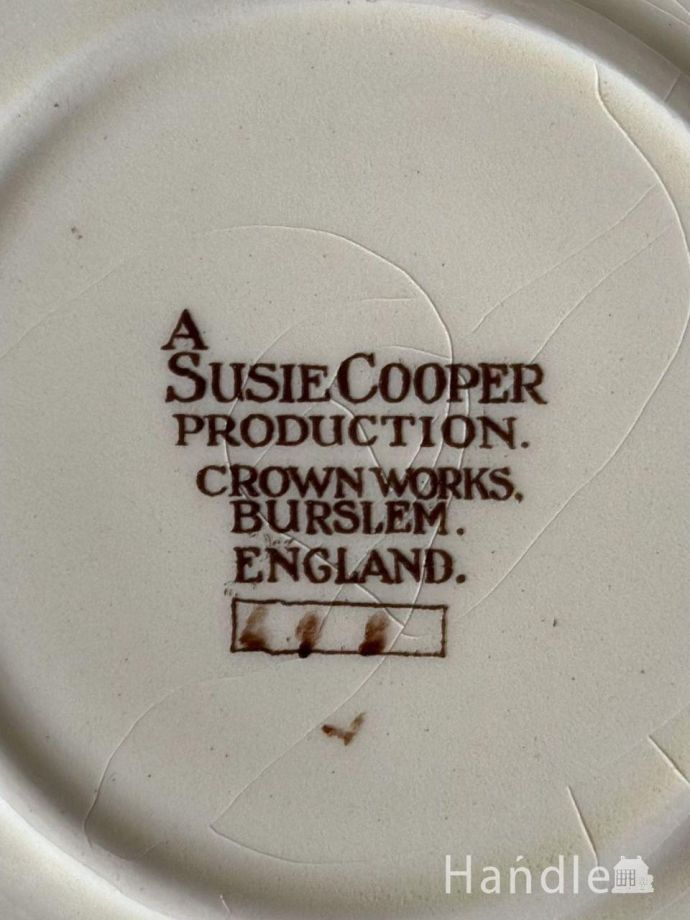 A
SUSIE COOPER
PRODUCTION.
CROWN WORKS.
BURSLEM.
ENGLAND.
Handle